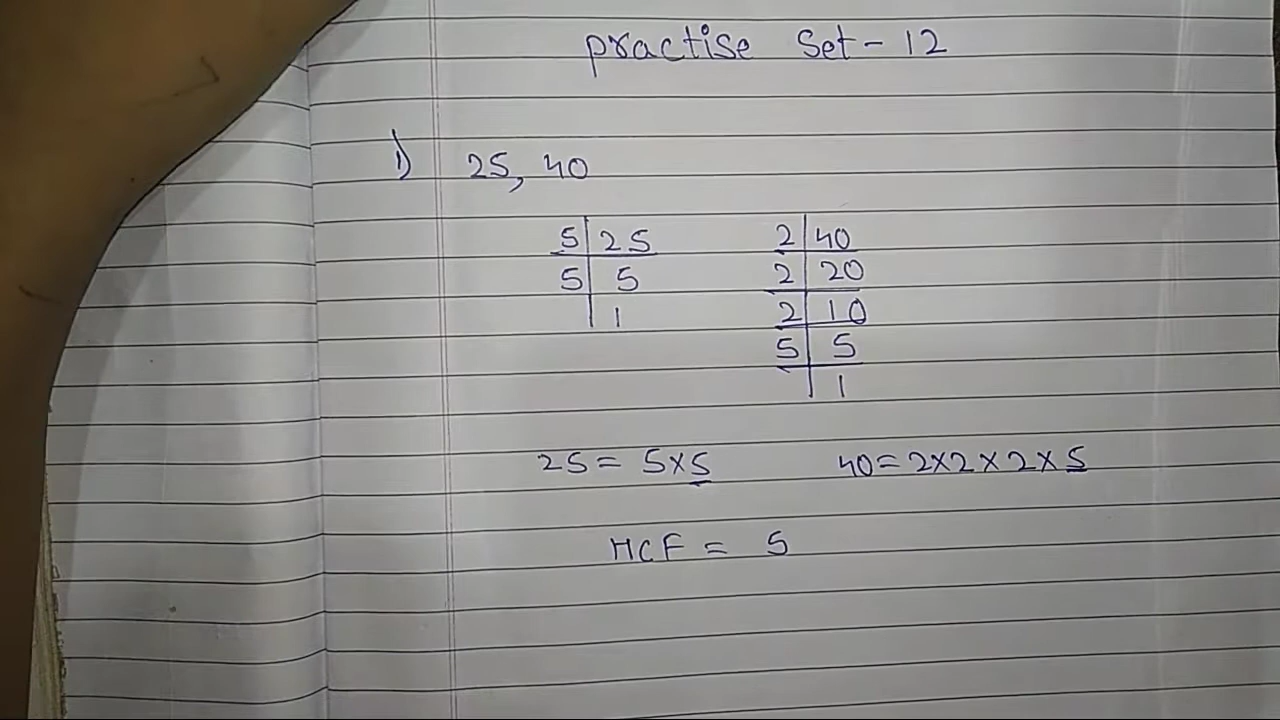 practise set - 12
1) 25, 40
5 | 25 2 | 40
5 | 5 2 | 20
| 1 2 | 10
5 | 5
| 1
25 = 5×5 40 = 2×2×2×5
HCF = 5